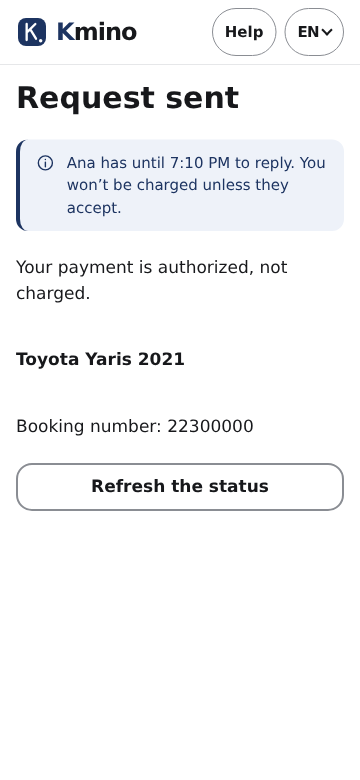 K. Kmino
Help
EN
Request sent
Ana has until 7:10 PM to reply. You
won’t be charged unless they
accept.
Your payment is authorized, not
charged.
Toyota Yaris 2021
Booking number: 22300000
Refresh the status